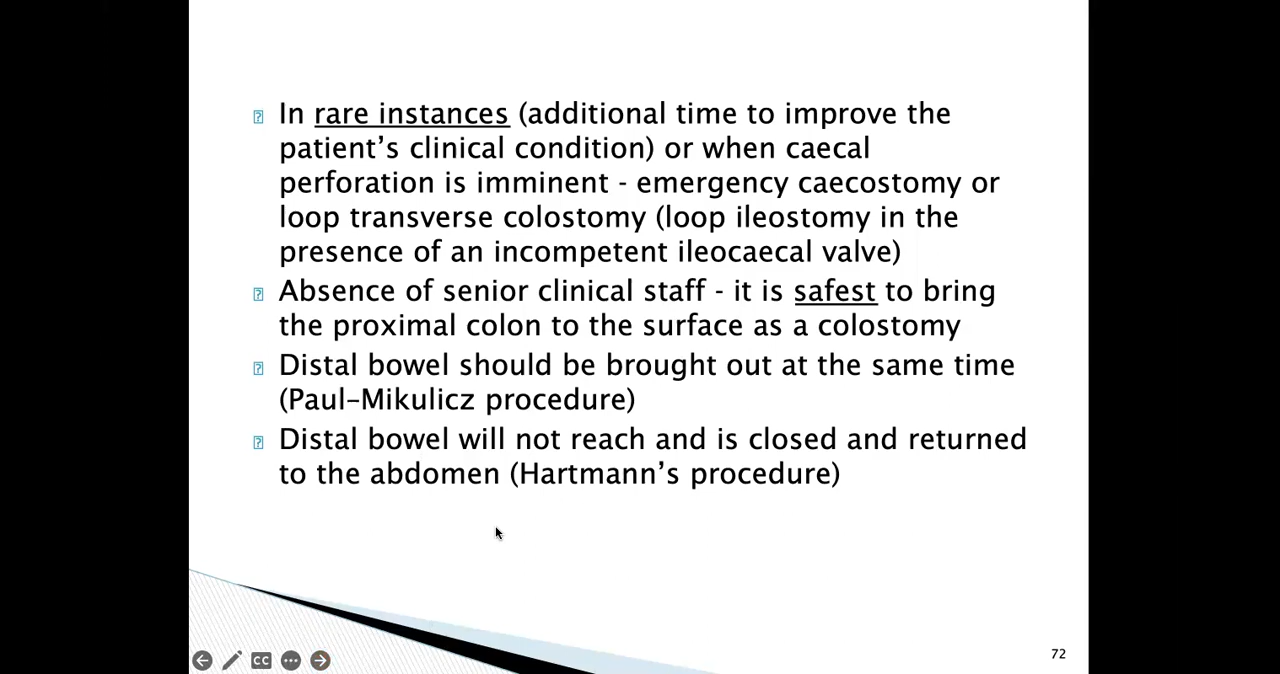 In rare instances (additional time to improve the
patient’s clinical condition) or when caecal
perforation is imminent - emergency caecostomy or
loop transverse colostomy (loop ileostomy in the
presence of an incompetent ileocaecal valve)
Absence of senior clinical staff - it is safest to bring
the proximal colon to the surface as a colostomy
Distal bowel should be brought out at the same time
(Paul–Mikulicz procedure)
Distal bowel will not reach and is closed and returned
to the abdomen (Hartmann’s procedure)
CC
72